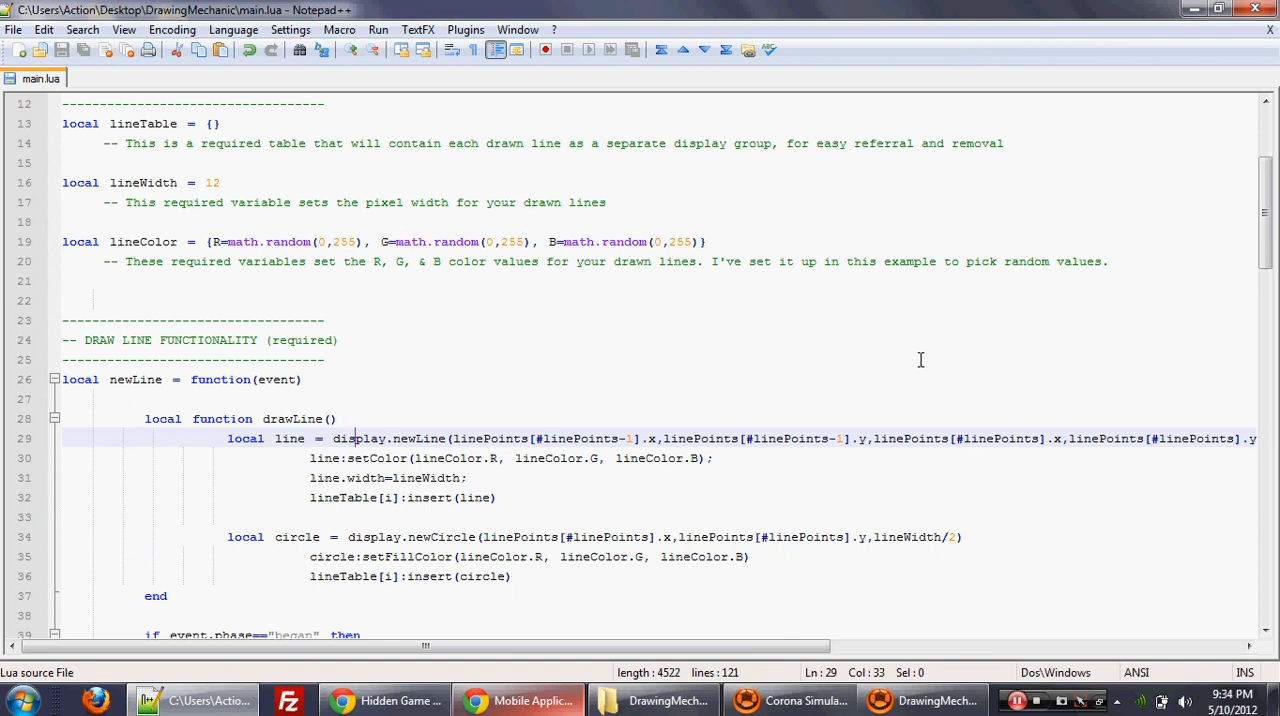 C:\Users\Action\Desktop\DrawingMechanic\main.lua - Notepad++
File Edit Search View Encoding Language Settings Macro Run TextFX Plugins Window ? X
main.lua
12 -----------------------------------
13 local lineTable = {}
14 -- This is a required table that will contain each drawn line as a separate display group, for easy referral and removal
15
16 local lineWidth = 12
17 -- This required variable sets the pixel width for your drawn lines
18
19 local lineColor = {R=math.random(0,255), G=math.random(0,255), B=math.random(0,255)}
20 -- These required variables set the R, G, & B color values for your drawn lines. I've set it up in this example to pick random values.
21
22
23 -----------------------------------
24 -- DRAW LINE FUNCTIONALITY (required)
25 -----------------------------------
26 local newLine = function(event)
27
28 local function drawLine()
29 local line = display.newLine(linePoints[#linePoints-1].x,linePoints[#linePoints-1].y,linePoints[#linePoints].x,linePoints[#linePoints].y
30 line:setColor(lineColor.R, lineColor.G, lineColor.B);
31 line.width=lineWidth;
32 lineTable[i]:insert(line)
33
34 local circle = display.newCircle(linePoints[#linePoints].x,linePoints[#linePoints].y,lineWidth/2)
35 circle:setFillColor(lineColor.R, lineColor.G, lineColor.B)
36 lineTable[i]:insert(circle)
37 end
38
39 if event.phase=="began" then
Lua source File length : 4522 lines : 121 Ln : 29 Col : 33 Sel : 0 Dos\Windows ANSI INS
C:\Users\Actio... Hidden Game ... Mobile Applic... DrawingMech... Corona Simula... DrawingMech... 9:34 PM
5/10/2012